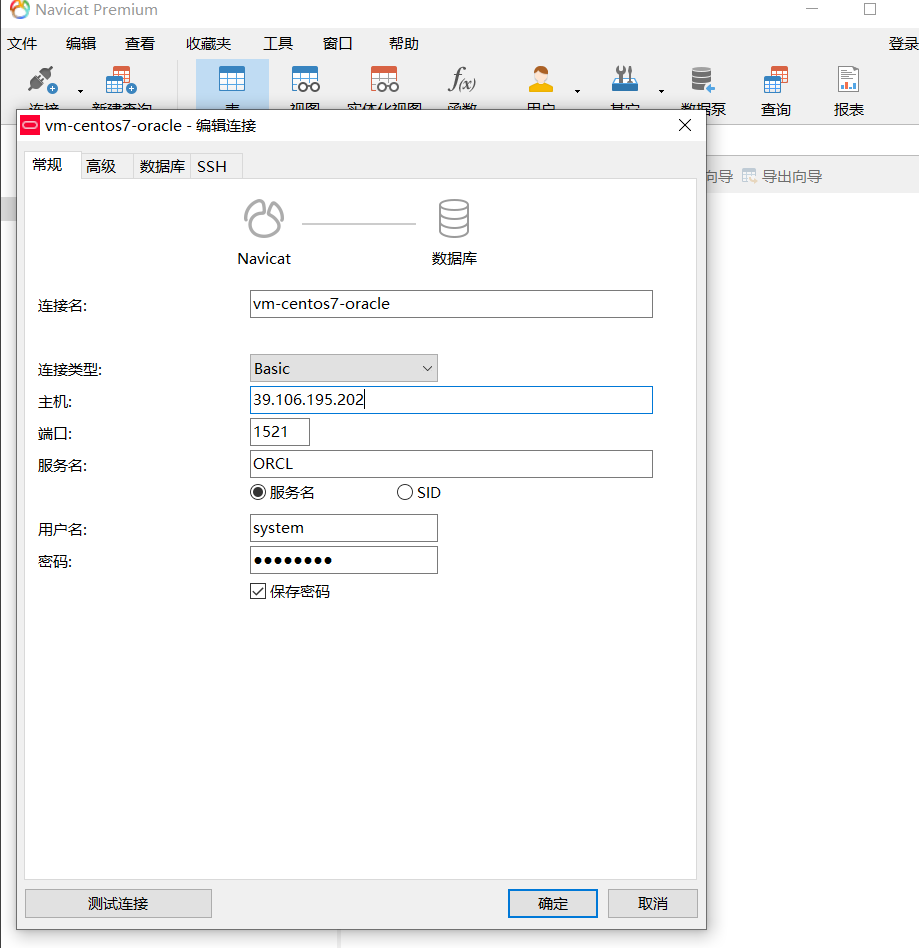 Navicat Premium
文件 编辑 查看 收藏夹 工具 窗口 帮助 登录
连接 新建查询 表 视图 实体化视图 函数 用户 其它 数据泵 查询 报表
vm-centos7-oracle - 编辑连接
常规 高级 数据库 SSH
向导 导出向导
Navicat 数据库
连接名: vm-centos7-oracle
连接类型: Basic
主机: 39.106.195.202
端口: 1521
服务名: ORCL
服务名 SID
用户名: system
密码: ●●●●●●●●
保存密码
测试连接 确定 取消